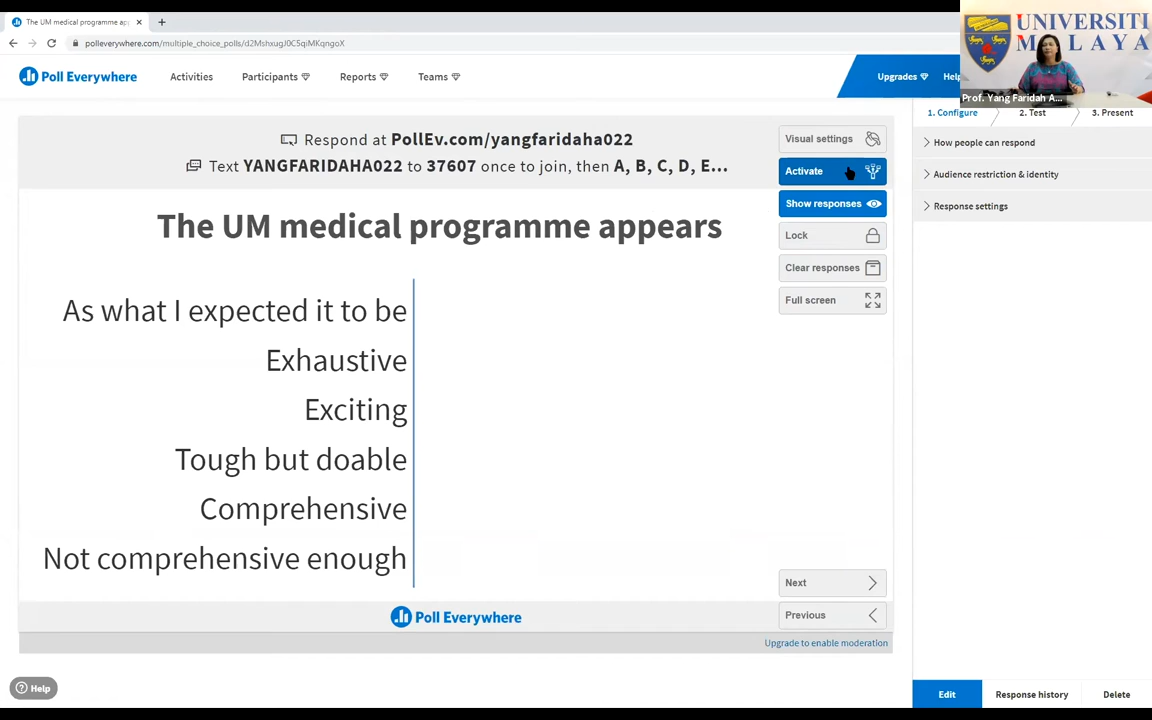 The UM medical programme app
polleverywhere.com/multiple_choice_polls/d2MshxugJ0C5qiMKqngoX
Poll Everywhere
Activities
Participants
Reports
Teams
Upgrades
Help
UNIVERSITI
MALAYA
Prof. Yang Faridah A...
1. Configure
2. Test
3. Present
How people can respond
Audience restriction & identity
Response settings
Respond at PollEv.com/yangfaridaha022
Text YANGFARIDAHA022 to 37607 once to join, then A, B, C, D, E...
Visual settings
Activate
Show responses
Lock
Clear responses
Full screen
The UM medical programme appears
As what I expected it to be
Exhaustive
Exciting
Tough but doable
Comprehensive
Not comprehensive enough
Next
Previous
Poll Everywhere
Upgrade to enable moderation
Help
Edit
Response history
Delete